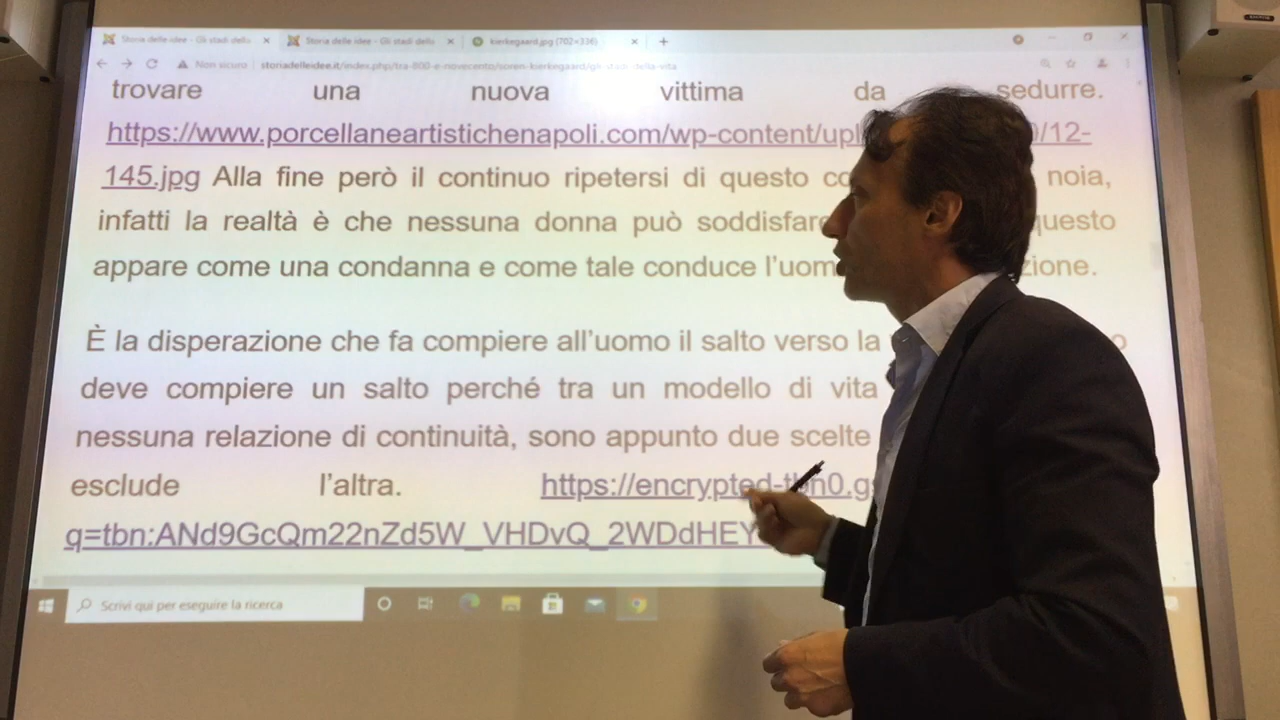 Storia delle idee - Gli stadi della
Storia delle idee - Gli stadi della
kierkegaard.jpg (702×336)
Non sicuro | storiadelleidee.it/index.php/tra-800-e-novecento/soren-kierkegaard/gli-stadi-della-vita
trovare una nuova vittima da sedurre.
https://www.porcellaneartistichenapoli.com/wp-content/upl 0/12-
145.jpg Alla fine però il continuo ripetersi di questo noia,
infatti la realtà è che nessuna donna può questo
appare come una condanna e come tale conduce
È la disperazione che fa compiere all’uomo il salto verso la
deve compiere un salto perché tra un modello di vita
nessuna relazione di continuità, sono appunto due scelte
esclude l’altra. https://encrypted-tbn0.gs
q=tbn:ANd9GcQm22nZd5W_VHDvQ_2WDdHEY
Scrivi qui per eseguire la ricerca